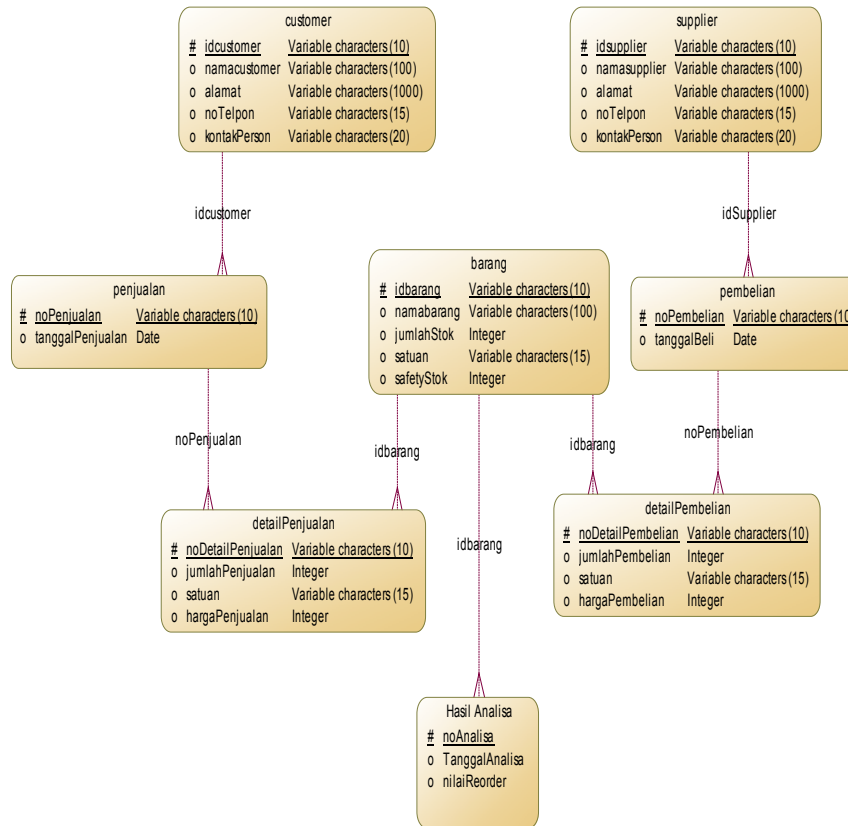 customer
# idcustomer Variable characters (10)
o namacustomer Variable characters (100)
o alamat Variable characters (1000)
o noTelpon Variable characters (15)
o kontakPerson Variable characters (20)
supplier
# idsupplier Variable characters (10)
o namasupplier Variable characters (100)
o alamat Variable characters (1000)
o noTelpon Variable characters (15)
o kontakPerson Variable characters (20)
idcustomer
idSupplier
penjualan
# noPenjualan Variable characters (10)
o tanggalPenjualan Date
barang
# idbarang Variable characters (10)
o namabarang Variable characters (100)
o jumlahStok Integer
o satuan Variable characters (15)
o safetyStok Integer
pembelian
# noPembelian Variable characters (10
o tanggalBeli Date
noPenjualan
idbarang
idbarang
noPembelian
detailPenjualan
# noDetailPenjualan Variable characters (10)
o jumlahPenjualan Integer
o satuan Variable characters (15)
o hargaPenjualan Integer
idbarang
detailPembelian
# noDetailPembelian Variable characters (10)
o jumlahPembelian Integer
o satuan Variable characters (15)
o hargaPembelian Integer
Hasil Analisa
# noAnalisa
o TanggalAnalisa
o nilaiReorder